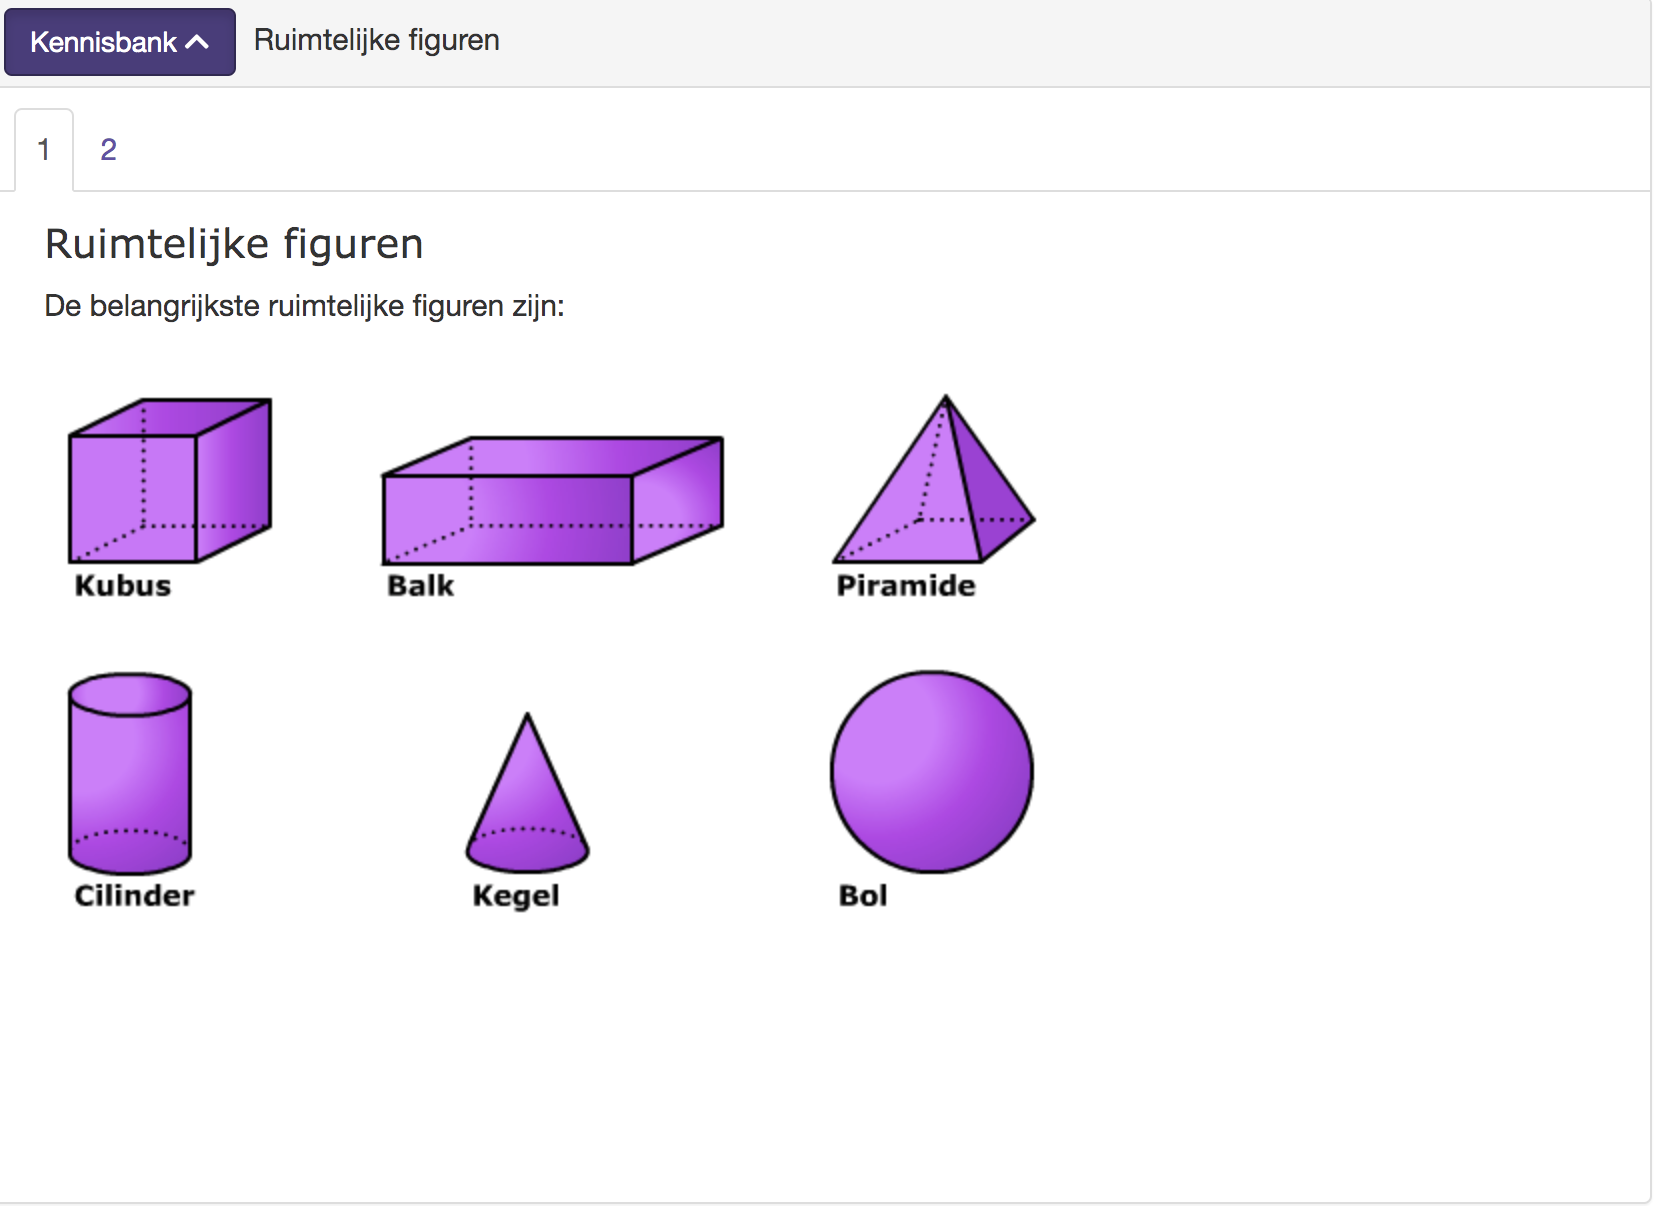 Kennisbank Ruimtelijke figuren
1 2
Ruimtelijke figuren
De belangrijkste ruimtelijke figuren zijn:
Kubus Balk Piramide
Cilinder Kegel Bol